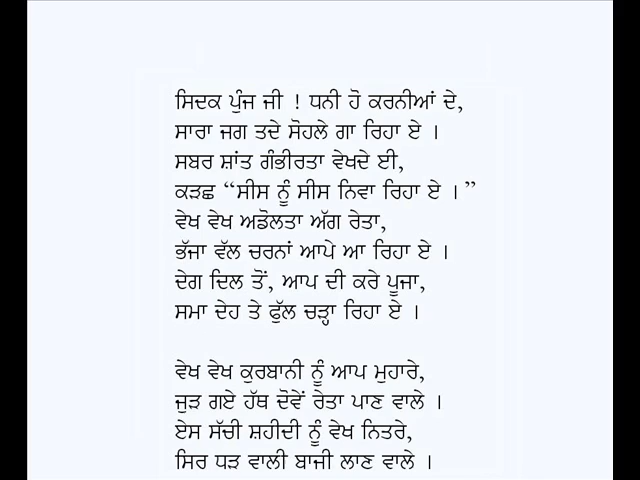 ਸਿਦਕ ਪੁੰਜ ਜੀ ! ਧਨੀ ਹੋ ਕਰਨੀਆਂ ਦੇ,
ਸਾਰਾ ਜਗ ਤਦੇ ਸੋਹਲੇ ਗਾ ਰਿਹਾ ਏ ।
ਸਬਰ ਸ਼ਾਂਤ ਗੰਭੀਰਤਾ ਵੇਖਦੇ ਈ,
ਕੜਛ “ਸੀਸ ਨੂੰ ਸੀਸ ਨਿਵਾ ਰਿਹਾ ਏ ।”
ਵੇਖ ਵੇਖ ਅਡੋਲਤਾ ਅੱਗ ਰੇਤਾ,
ਭੱਜਾ ਵੱਲ ਚਰਨਾਂ ਆਪੇ ਆ ਰਿਹਾ ਏ ।
ਦੇਗ ਦਿਲ ਤੋਂ, ਆਪ ਦੀ ਕਰੇ ਪੂਜਾ,
ਸਮਾ ਦੇਹ ਤੇ ਫੁੱਲ ਚੜ੍ਹਾ ਰਿਹਾ ਏ ।
ਵੇਖ ਵੇਖ ਕੁਰਬਾਨੀ ਨੂੰ ਆਪ ਮੁਹਾਰੇ,
ਜੁੜ ਗਏ ਹੱਥ ਦੋਵੇਂ ਰੇਤਾ ਪਾਣ ਵਾਲੇ ।
ਏਸ ਸੱਚੀ ਸ਼ਹੀਦੀ ਨੂੰ ਵੇਖ ਨਿਤਰੇ,
ਸਿਰ ਧੜ ਵਾਲੀ ਬਾਜੀ ਲਾਣ ਵਾਲੇ ।